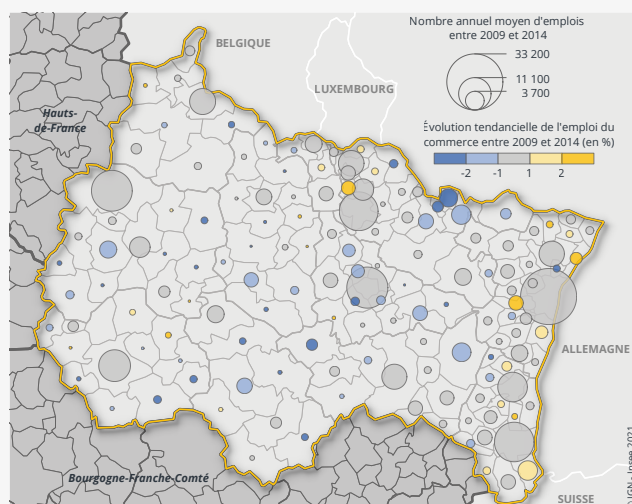 Nombre annuel moyen d'emplois
entre 2009 et 2014
33 200
11 100
3 700
Évolution tendancielle de l'emploi du
commerce entre 2009 et 2014 (en %)
-2
-1
1
2
BELGIQUE
LUXEMBOURG
Hauts-
de-France
ALLEMAGNE
Bourgogne-Franche-Comté
SUISSE
IGN - Insee 2021